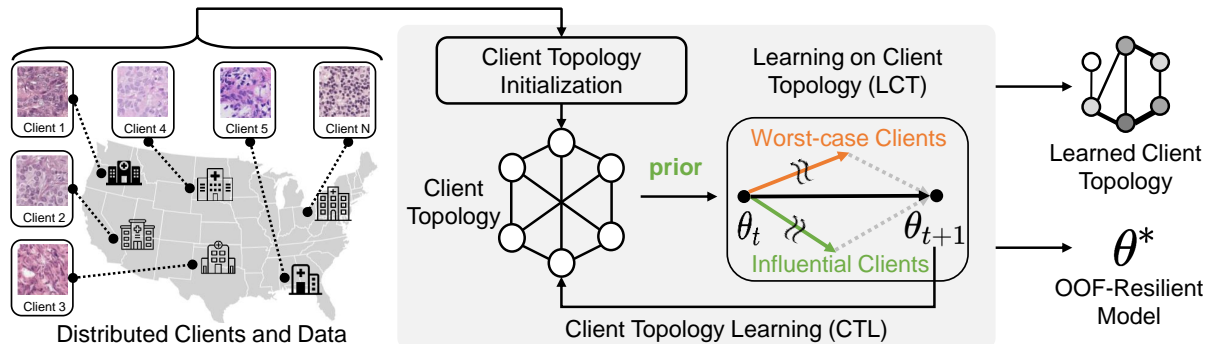 Client 1
Client 4
Client 5
Client N
Client 2
Client 3
Distributed Clients and Data
Client Topology
Initialization
Client
Topology
prior
Learning on Client
Topology (LCT)
Worst-case Clients
θ_t
θ_{t+1}
Influential Clients
Client Topology Learning (CTL)
Learned Client
Topology
θ*
OOF-Resilient
Model